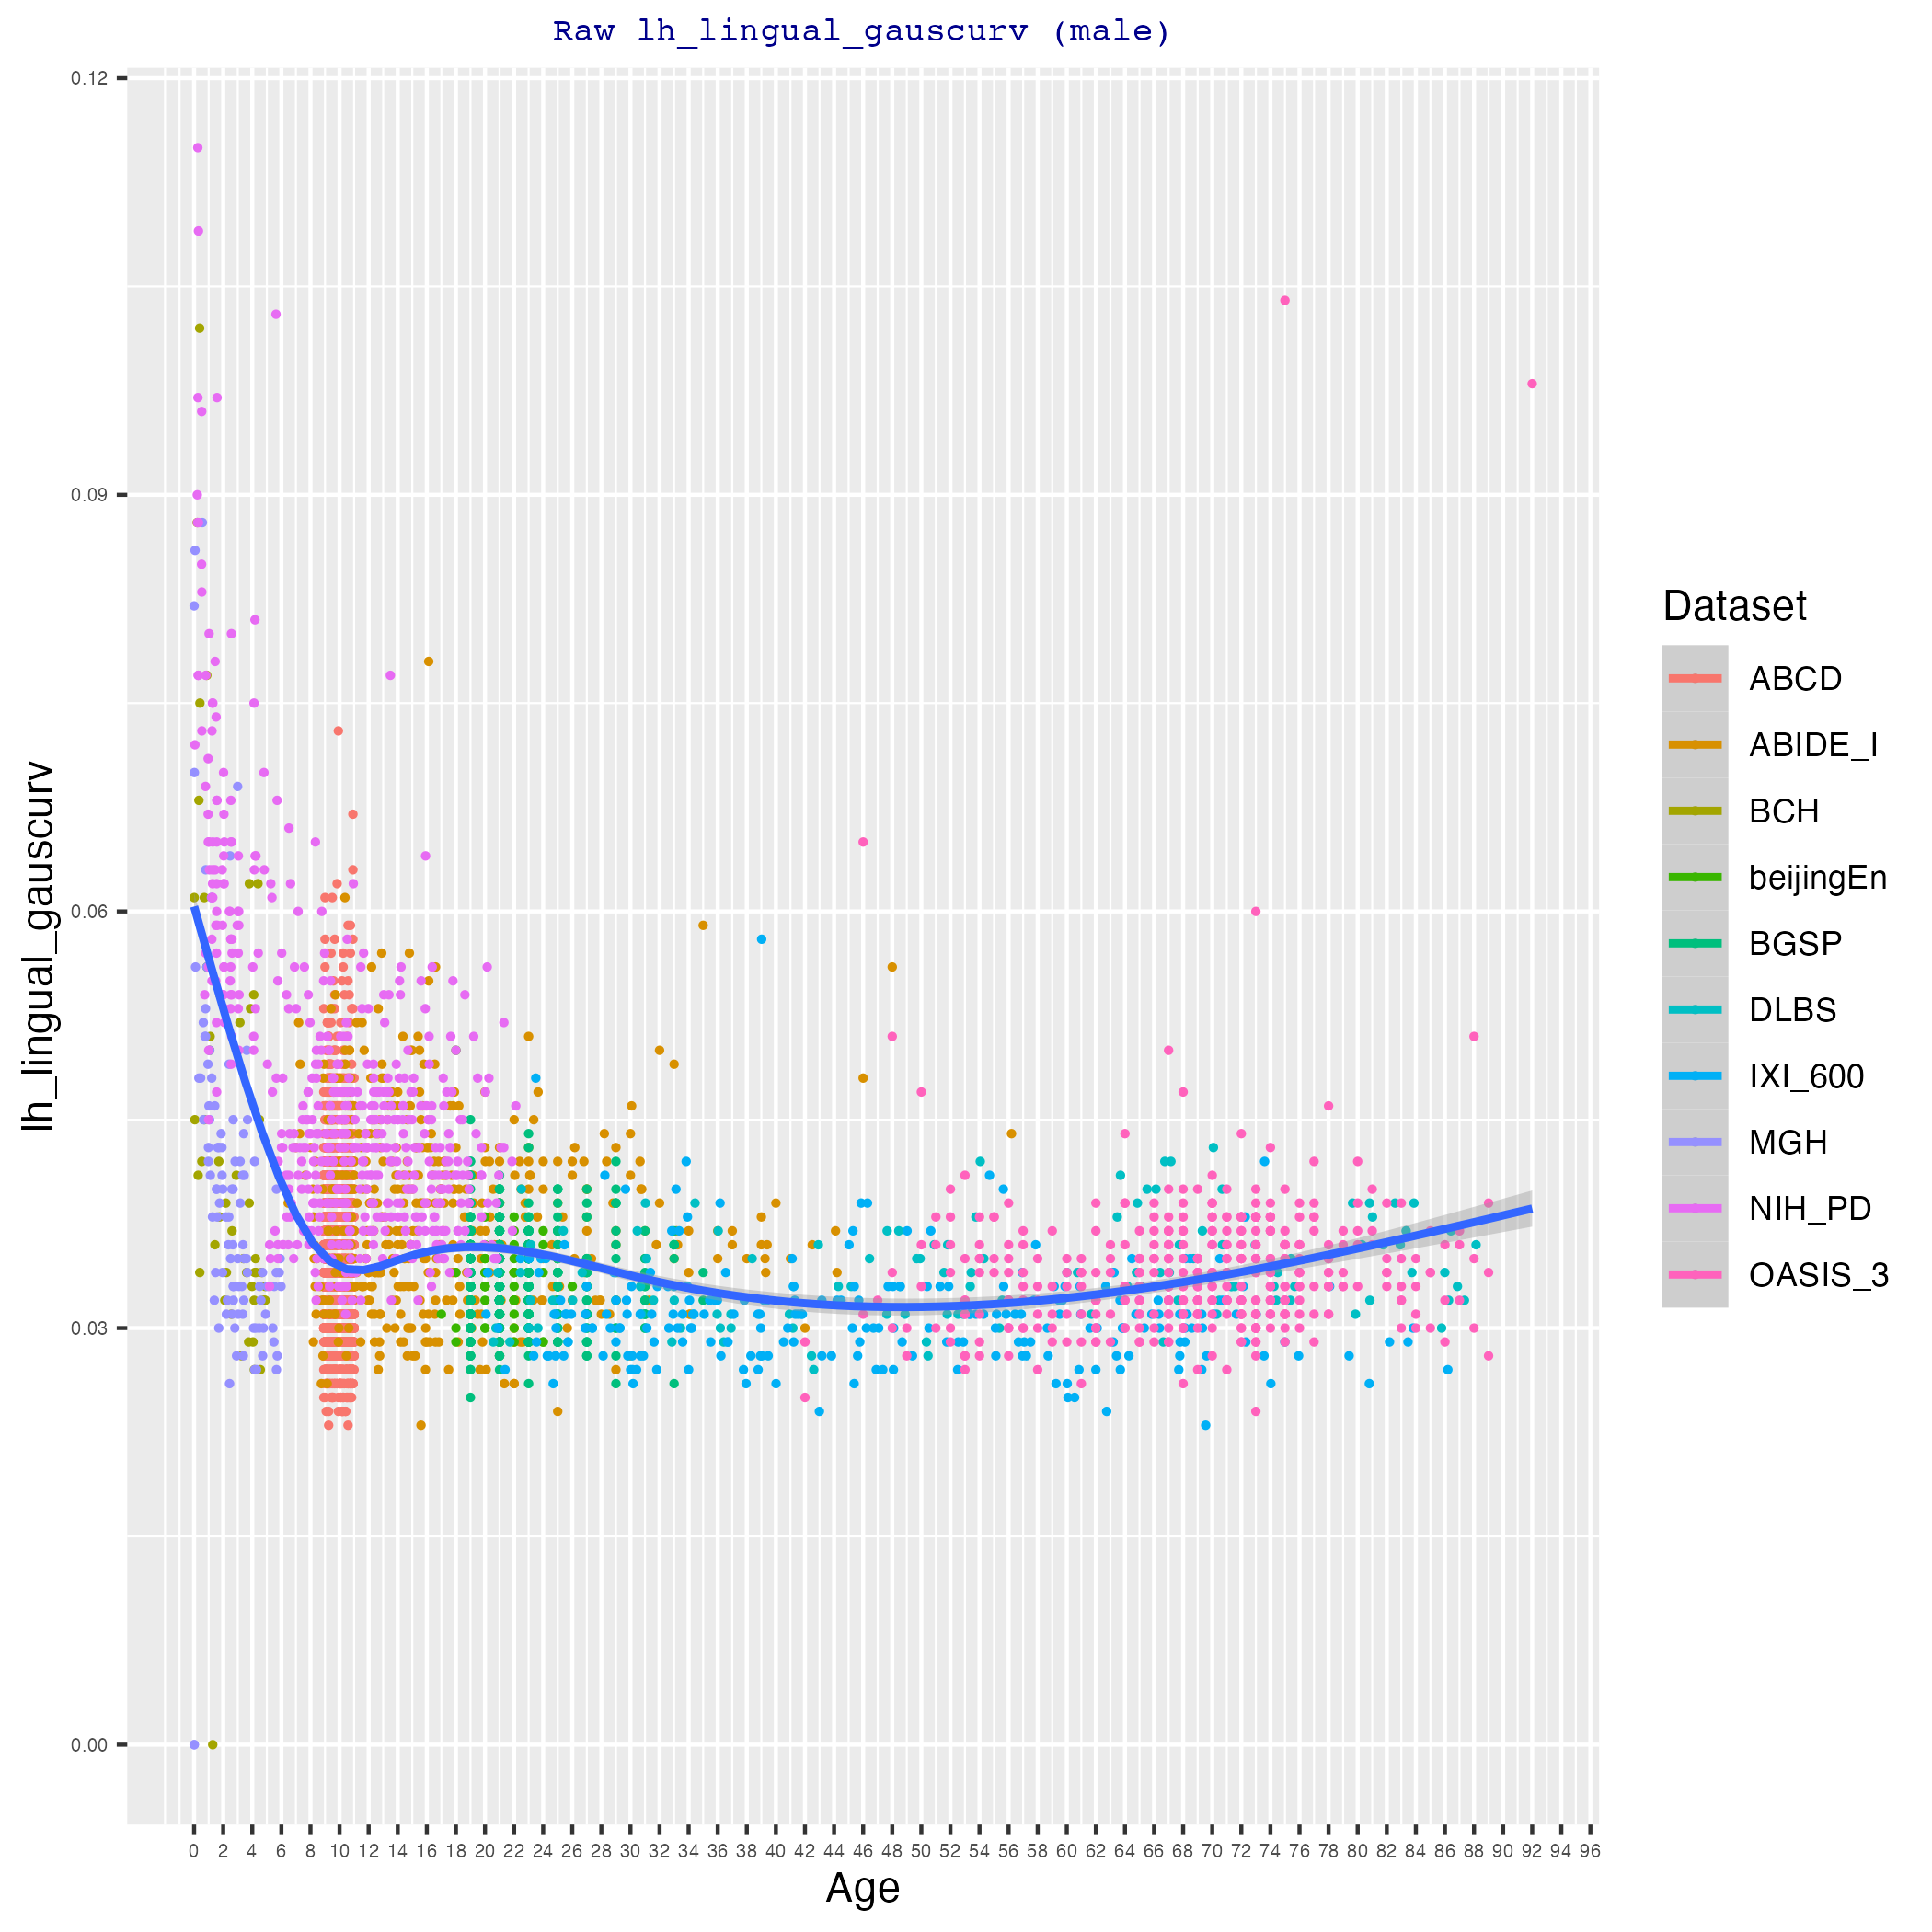 Raw lh_lingual_gauscurv (male)
0.12
0.09
0.06
0.03
0.00
lh_lingual_gauscurv
0 2 4 6 8 10 12 14 16 18 20 22 24 26 28 30 32 34 36 38 40 42 44 46 48 50 52 54 56 58 60 62 64 66 68 70 72 74 76 78 80 82 84 86 88 90 92 94 96
Age
Dataset
ABCD
ABIDE_I
BCH
beijingEn
BGSP
DLBS
IXI_600
MGH
NIH_PD
OASIS_3